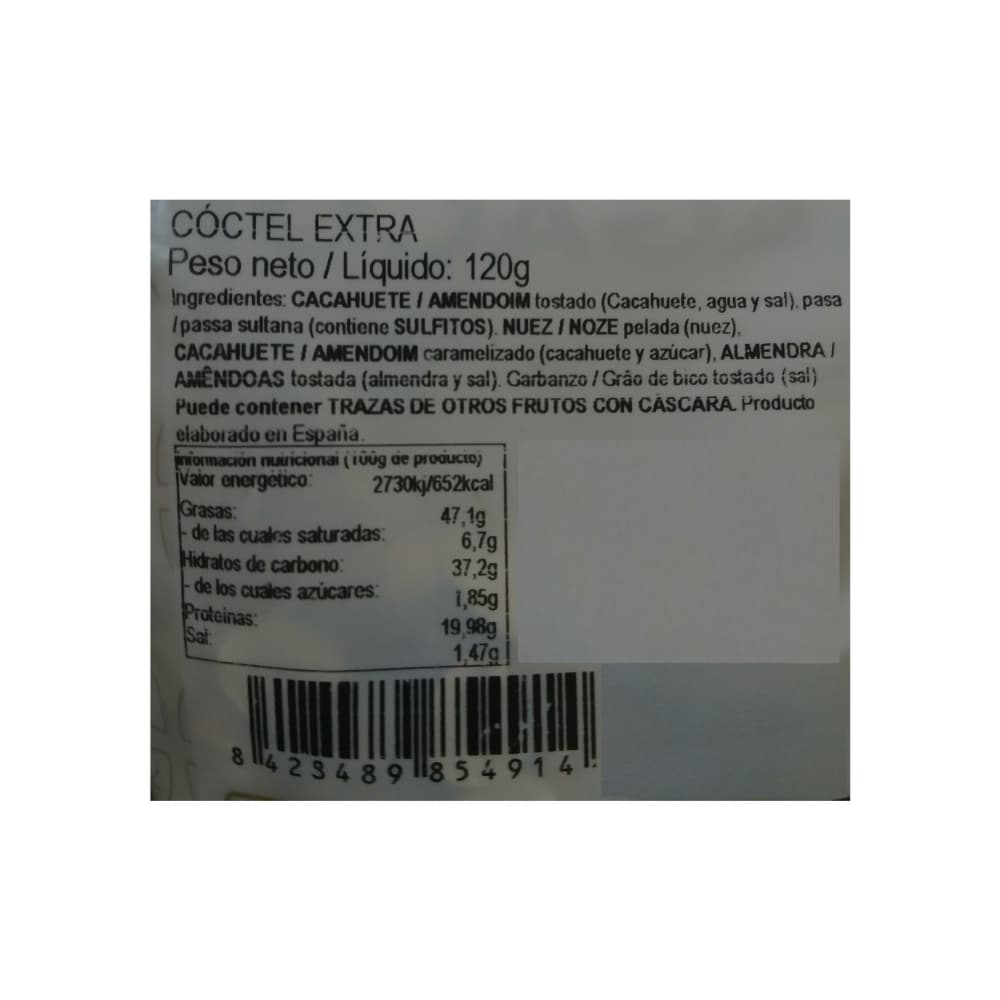 CÓCTEL EXTRA
Peso neto / Líquido: 120g
Ingredientes: CACAHUETE / AMENDOIM tostado (Cacahuete, agua y sal), pasa
/ passa sultana (contiene SULFITOS). NUEZ / NOZE pelada (nuez),
CACAHUETE / AMENDOIM caramelizado (cacahuete y azúcar), ALMENDRA /
AMÊNDOAS tostada (almendra y sal). Garbanzo / Grão de bico tostado (sal)
Puede contener TRAZAS DE OTROS FRUTOS CON CÁSCARA. Producto
elaborado en España.
Información nutricional (100g de producto)
Valor energético: 2730kj/652kcal
Grasas: 47,1g
- de las cuales saturadas: 6,7g
Hidratos de carbono: 37,2g
- de los cuales azúcares: 1,85g
Proteínas: 19,98g
Sal: 1,47g
8 423489 854914